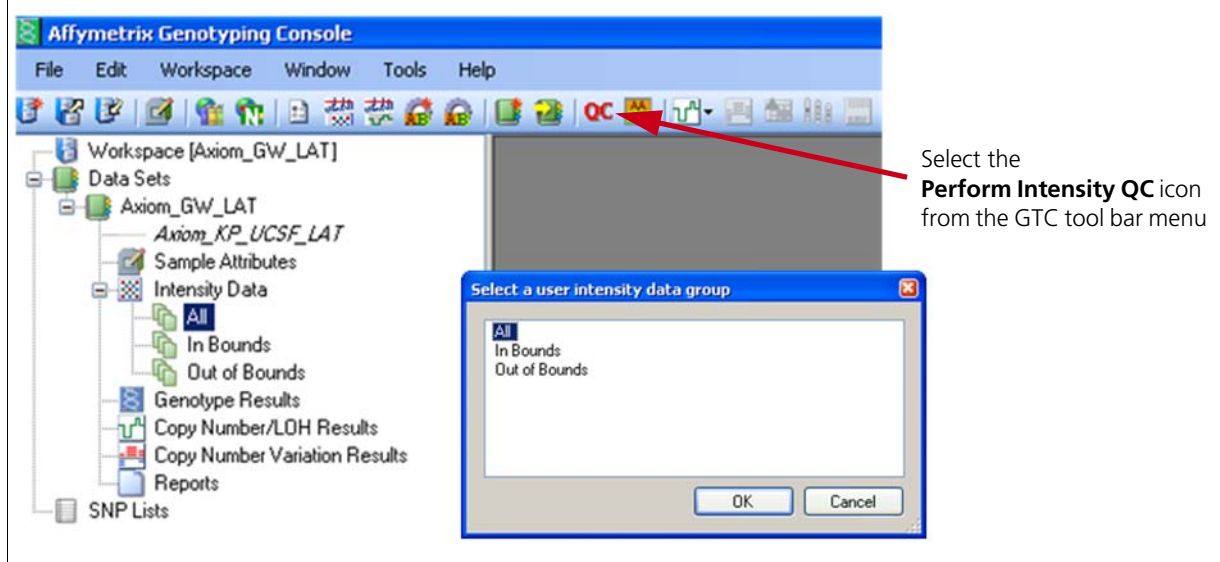 Affymetrix Genotyping Console
File Edit Workspace Window Tools Help
QC AA
Workspace [Axiom_GW_LAT]
Data Sets
Axiom_GW_LAT
Axiom_KP_UCSF_LAT
Sample Attributes
Intensity Data
All
In Bounds
Out of Bounds
Genotype Results
Copy Number/LOH Results
Copy Number Variation Results
Reports
SNP Lists
Select a user intensity data group
All
In Bounds
Out of Bounds
OK Cancel
Select the
Perform Intensity QC icon
from the GTC tool bar menu